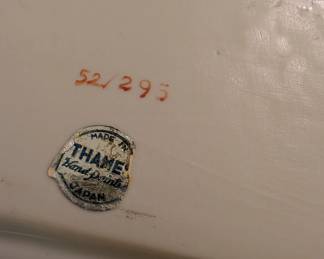 52/295
MADE IN
THAMES
Hand Painted
JAPAN